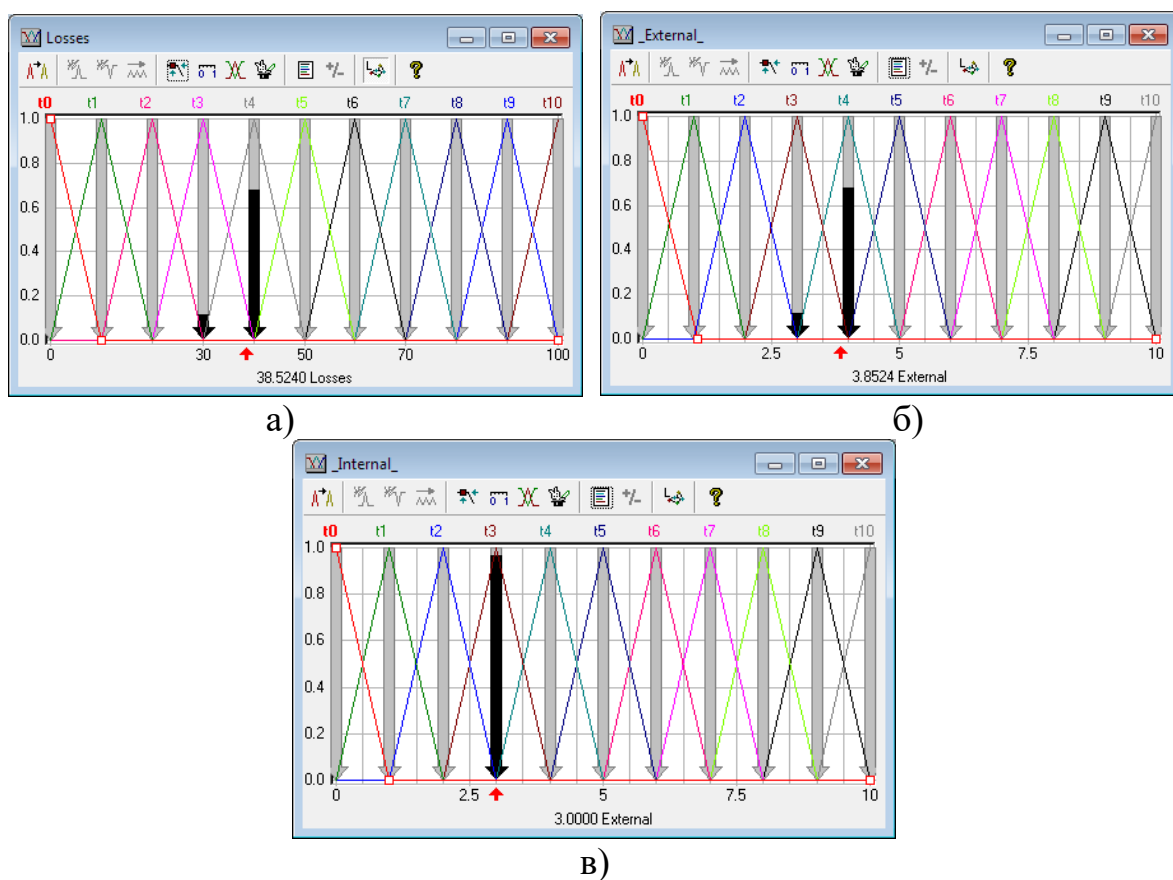 Losses
t0 t1 t2 t3 t4 t5 t6 t7 t8 t9 t10
1.0
0.8
0.6
0.4
0.2
0.0
0 30 50 70 100
38.5240 Losses
а)
_External_
t0 t1 t2 t3 t4 t5 t6 t7 t8 t9 t10
1.0
0.8
0.6
0.4
0.2
0.0
0 2.5 5 7.5 10
3.8524 External
б)
_Internal_
t0 t1 t2 t3 t4 t5 t6 t7 t8 t9 t10
1.0
0.8
0.6
0.4
0.2
0.0
0 2.5 5 7.5 10
3.0000 External
в)